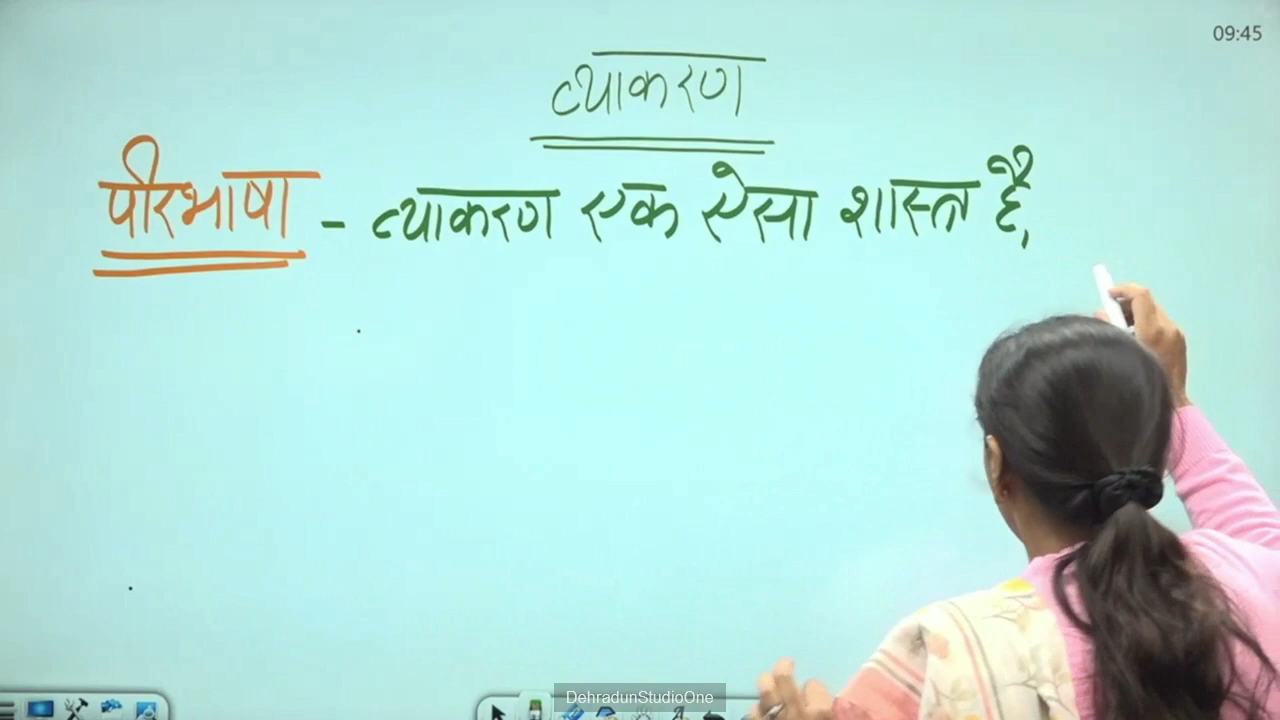 09:45
व्याकरण
परिभाषा - व्याकरण एक ऐसा शास्त्र है,
DehradunStudioOne